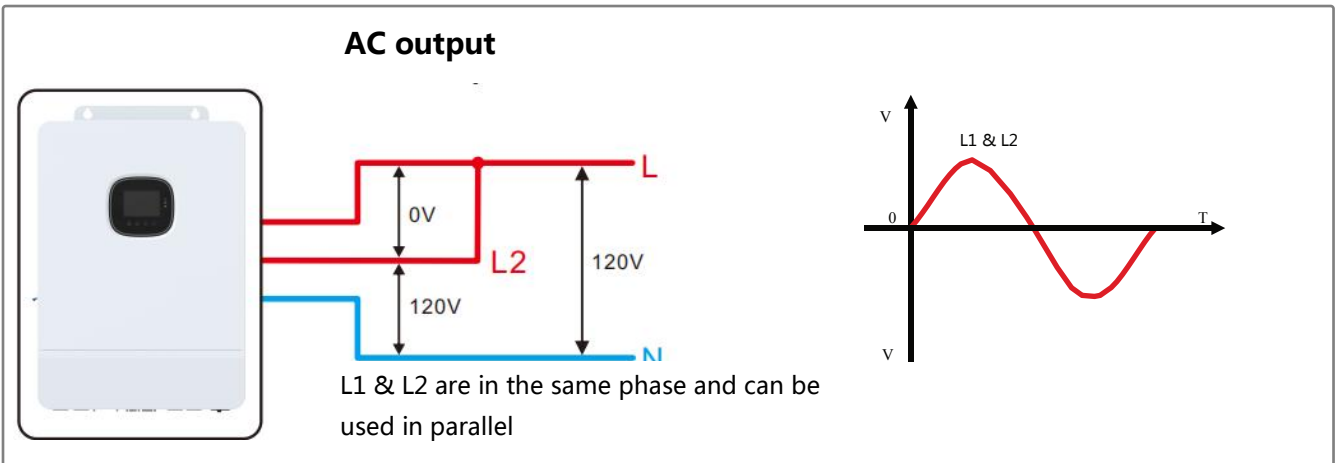 AC output
L
0V
L2
120V
120V
N
L1 & L2 are in the same phase and can be
used in parallel
V
L1 & L2
0
T
V